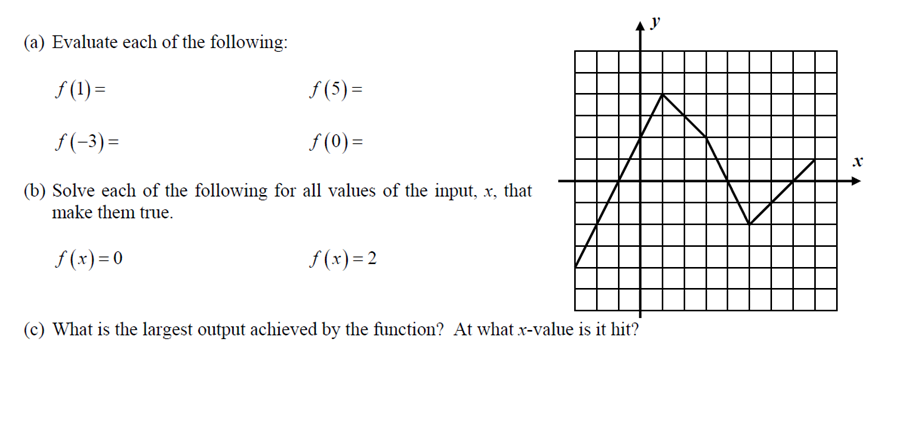 y
(a) Evaluate each of the following:
f(1)= f(5)=
f(−3)= f(0)=
x
(b) Solve each of the following for all values of the input, x, that
make them true.
f(x)=0 f(x)=2
(c) What is the largest output achieved by the function? At what x-value is it hit?